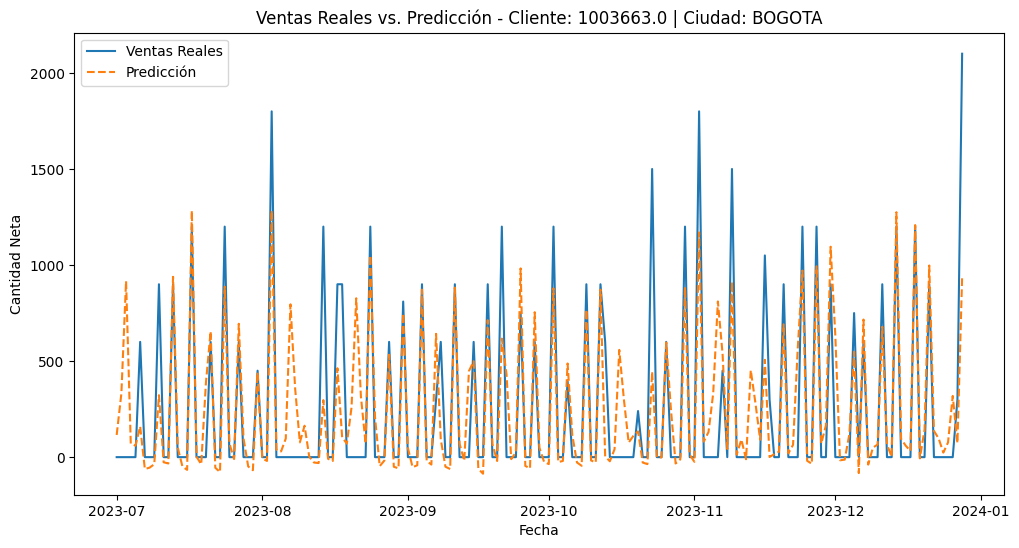 Ventas Reales vs. Predicción - Cliente: 1003663.0 | Ciudad: BOGOTA
Ventas Reales
Predicción
2000
1500
1000
500
0
Cantidad Neta
2023-07
2023-08
2023-09
2023-10
2023-11
2023-12
2024-01
Fecha